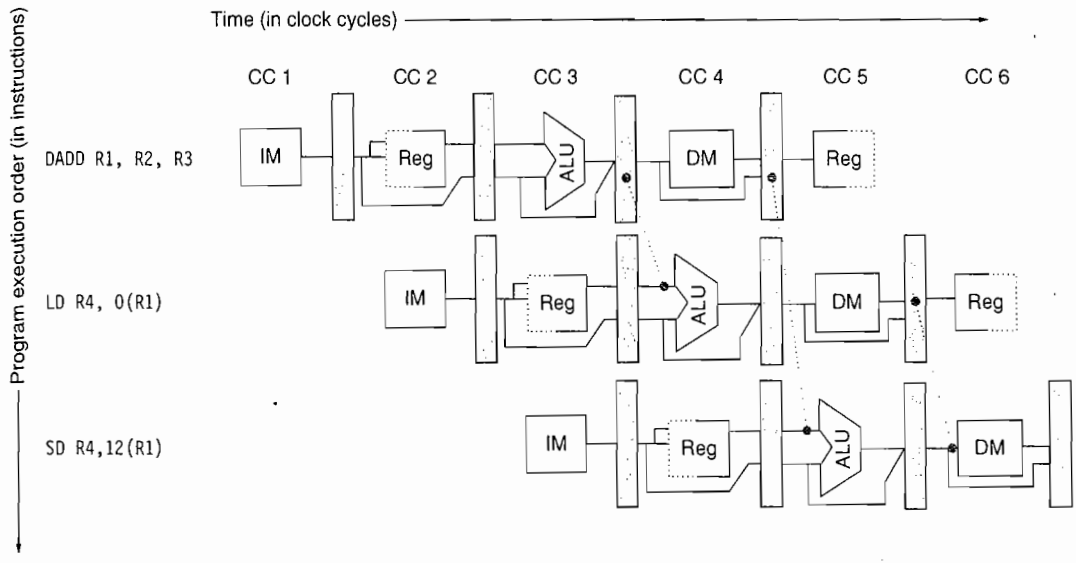 Time (in clock cycles)
Program execution order (in instructions)
CC 1 CC 2 CC 3 CC 4 CC 5 CC 6
DADD R1, R2, R3
IM Reg ALU DM Reg
LD R4, 0(R1)
IM Reg ALU DM Reg
SD R4,12(R1)
IM Reg ALU DM